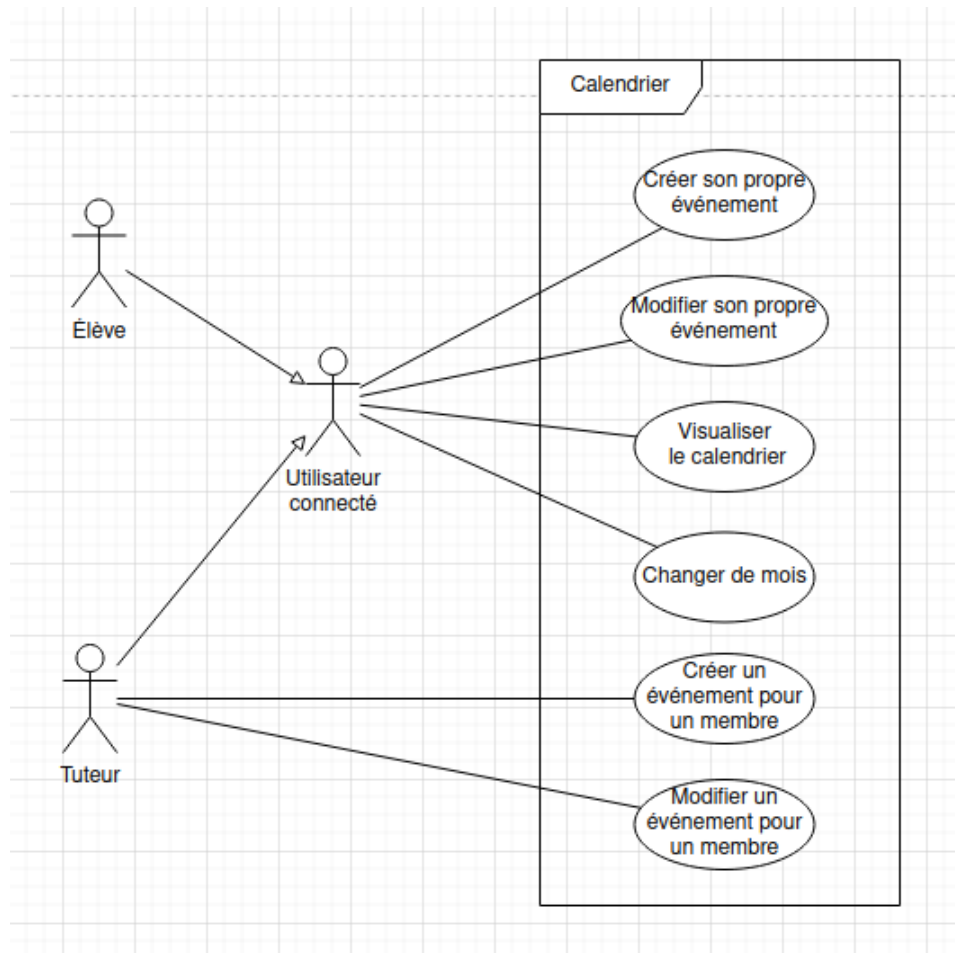 Calendrier
Créer son propre
événement
Modifier son propre
événement
Élève
Visualiser
le calendrier
Utilisateur
connecté
Changer de mois
Créer un
événement pour
un membre
Tuteur
Modifier un
événement pour
un membre